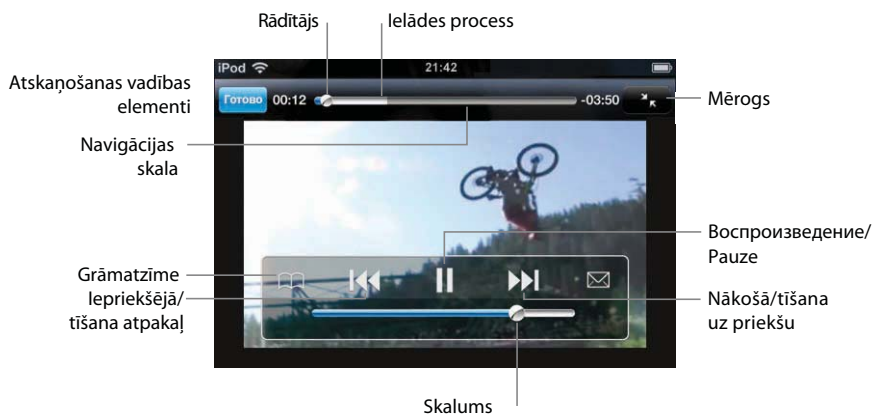 Rādītājs
Ielādes process
iPod
21:42
Atskaņošanas vadības
elementi
Готово
00:12
-03:50
Mērogs
Navigācijas
skala
Воспроизведение/
Pauze
Grāmatzīme
Iepriekšējā/
tīšana atpakaļ
Nākošā/tīšana
uz priekšu
Skalums